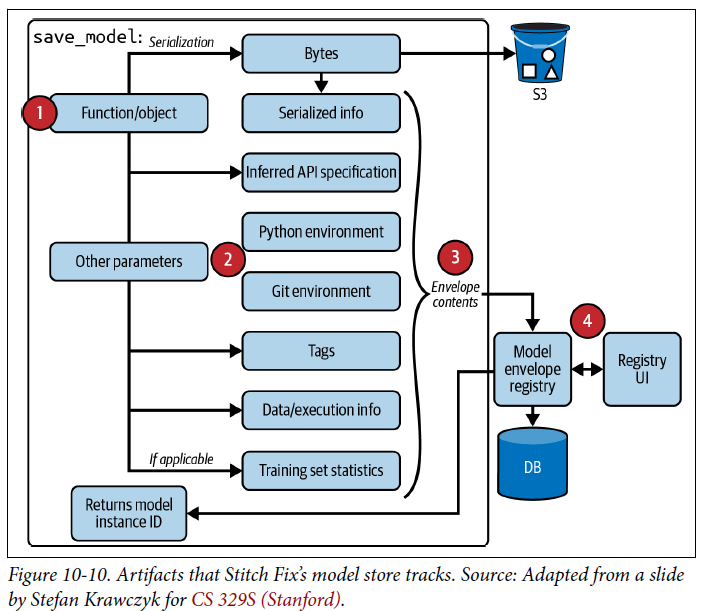 save_model:
Serialization
Bytes
S3
1
Function/object
Serialized info
Inferred API specification
Python environment
Other parameters
2
3
Git environment
Envelope
contents
4
Tags
Model
envelope
registry
Registry
UI
Data/execution info
If applicable
Training set statistics
DB
Returns model
instance ID
Figure 10-10. Artifacts that Stitch Fix’s model store tracks. Source: Adapted from a slide
by Stefan Krawczyk for CS 329S (Stanford).